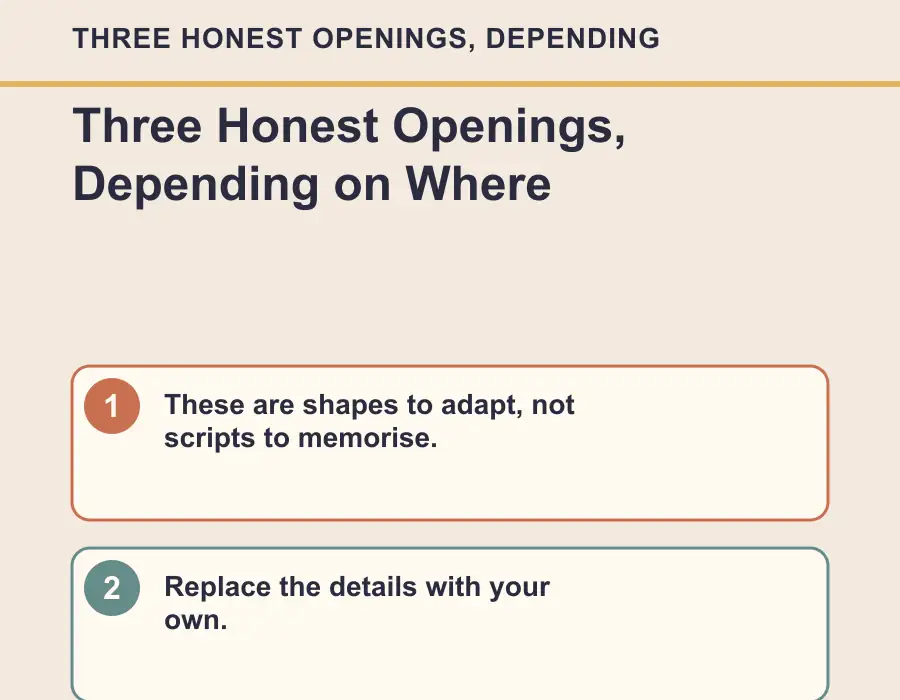 THREE HONEST OPENINGS, DEPENDING
Three Honest Openings,
Depending on Where
1
These are shapes to adapt, not
scripts to memorise.
2
Replace the details with your
own.